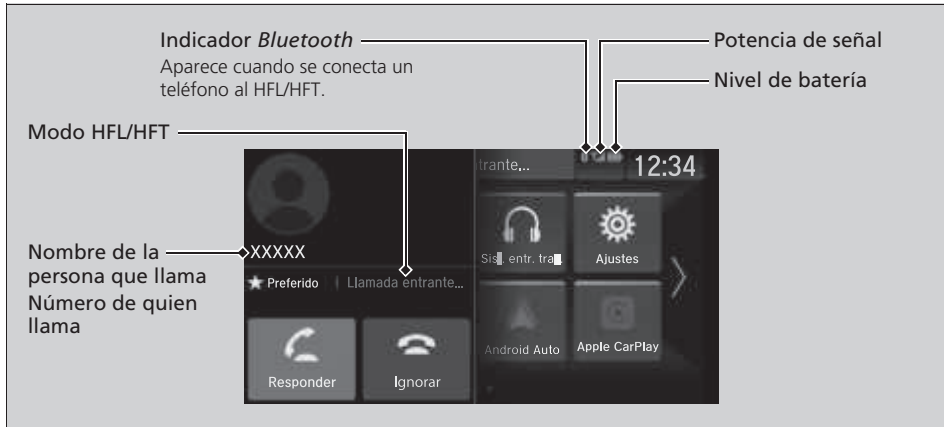 Indicador Bluetooth
Aparece cuando se conecta un
teléfono al HFL/HFT.
Potencia de señal
Nivel de batería
Modo HFL/HFT
trante,..
12:34
Nombre de la
persona que llama
Número de quien
llama
XXXXX
Preferido
Llamada entrante...
entr.
Ajustes
Android Auto
Apple CarPlay
Responder
Ignorar